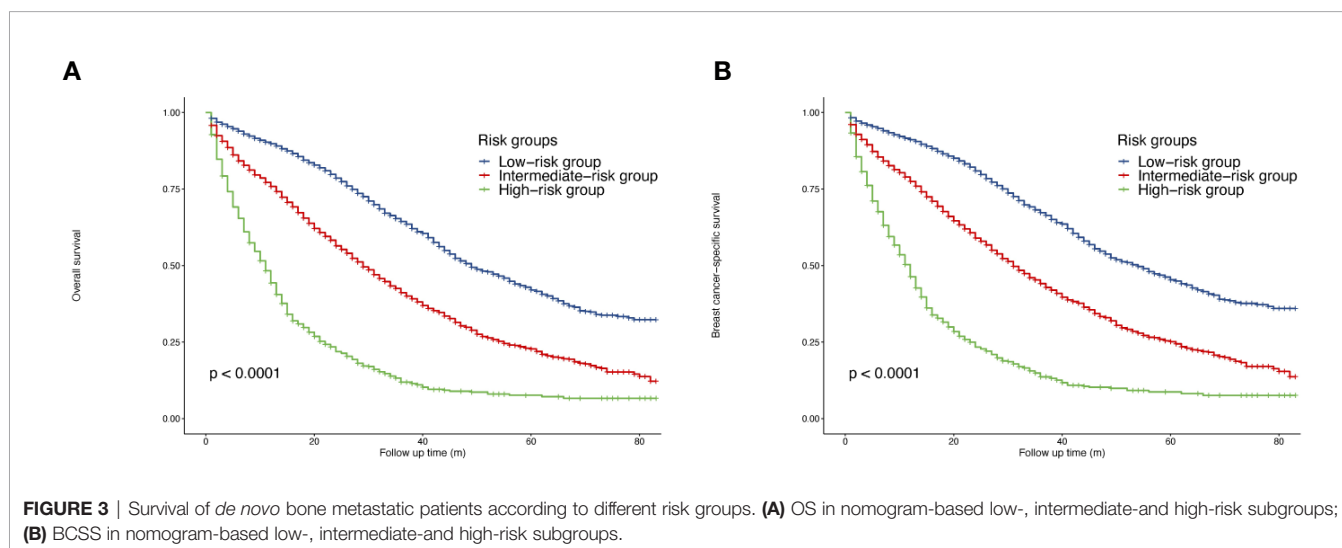 A
B
1.00
0.75
0.50
0.25
0.00
Overall survival
Risk groups
Low-risk group
Intermediate-risk group
High-risk group
p < 0.0001
0 20 40 60 80
Follow up time (m)
1.00
0.75
0.50
0.25
0.00
Breast cancer-specific survival
Risk groups
Low-risk group
Intermediate-risk group
High-risk group
p < 0.0001
0 20 40 60 80
Follow up time (m)
FIGURE 3 | Survival of de novo bone metastatic patients according to different risk groups. (A) OS in nomogram-based low-, intermediate-and high-risk subgroups;
(B) BCSS in nomogram-based low-, intermediate-and high-risk subgroups.